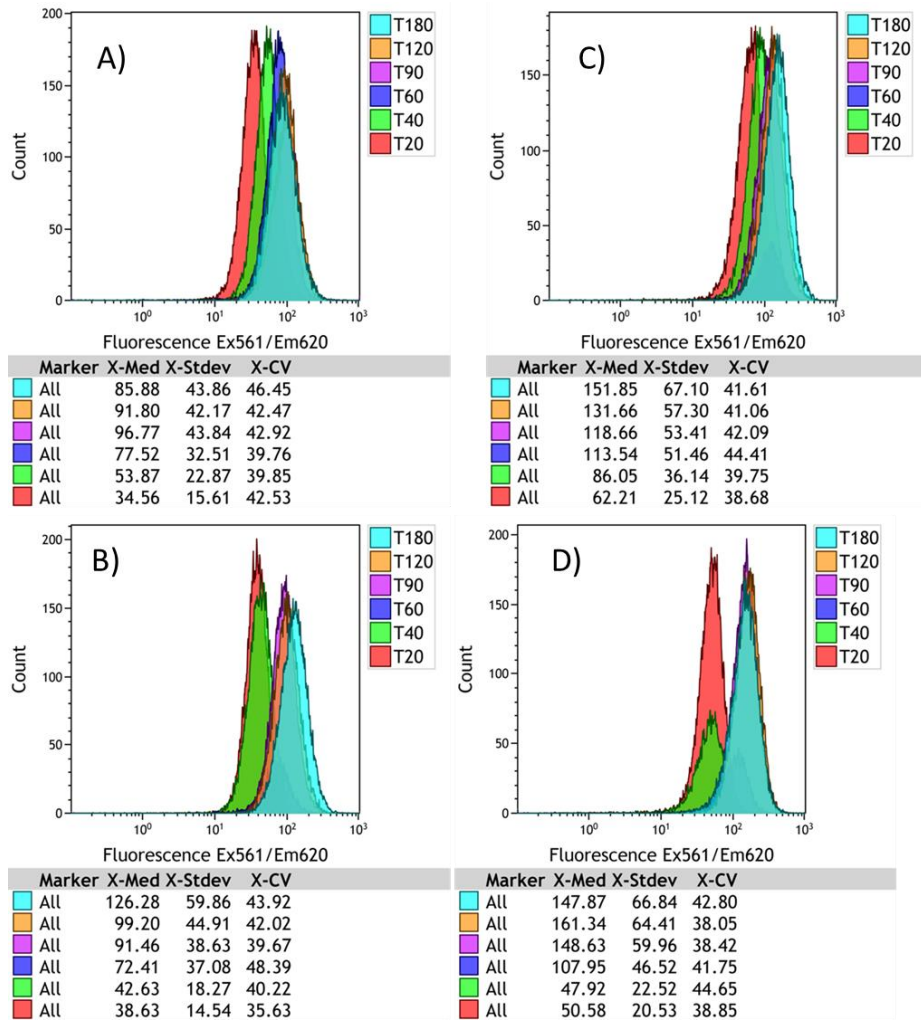 A)
200
150
100
50
0
Count
10⁰ 10¹ 10² 10³
Fluorescence Ex561/Em620
T180
T120
T90
T60
T40
T20
Marker X-Med X-Stdev X-CV
All 85.88 43.86 46.45
All 91.80 42.17 42.47
All 96.77 43.84 42.92
All 77.52 32.51 39.76
All 53.87 22.87 39.85
All 34.56 15.61 42.53
C)
150
100
50
0
Count
10⁰ 10¹ 10² 10³
Fluorescence Ex561/Em620
T180
T120
T90
T60
T40
T20
Marker X-Med X-Stdev X-CV
All 151.85 67.10 41.61
All 131.66 57.30 41.06
All 118.66 53.41 42.09
All 113.54 51.46 44.41
All 86.05 36.14 39.75
All 62.21 25.12 38.68
B)
200
150
100
50
0
Count
10⁰ 10¹ 10² 10³
Fluorescence Ex561/Em620
T180
T120
T90
T60
T40
T20
Marker X-Med X-Stdev X-CV
All 126.28 59.86 43.92
All 99.20 44.91 42.02
All 91.46 38.63 39.67
All 72.41 37.08 48.39
All 42.63 18.27 40.22
All 38.63 14.54 35.63
D)
200
150
100
50
0
Count
10⁰ 10¹ 10² 10³
Fluorescence Ex561/Em620
T180
T120
T90
T60
T40
T20
Marker X-Med X-Stdev X-CV
All 147.87 66.84 42.80
All 161.34 64.41 38.05
All 148.63 59.96 38.42
All 107.95 46.52 41.75
All 47.92 22.52 44.65
All 50.58 20.53 38.85